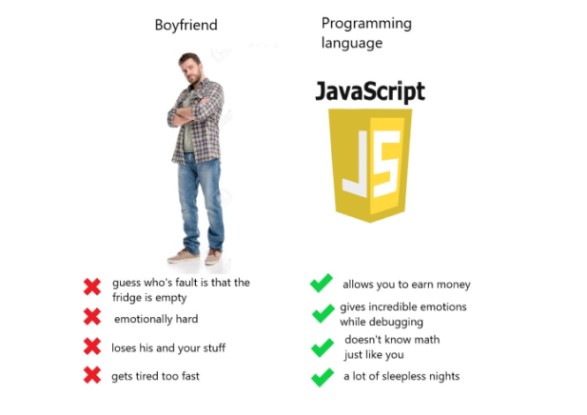 Boyfriend
Programming
language
JavaScript
JS
guess who's fault is that the
fridge is empty
emotionally hard
loses his and your stuff
gets tired too fast
allows you to earn money
gives incredible emotions
while debugging
doesn't know math
just like you
a lot of sleepless nights